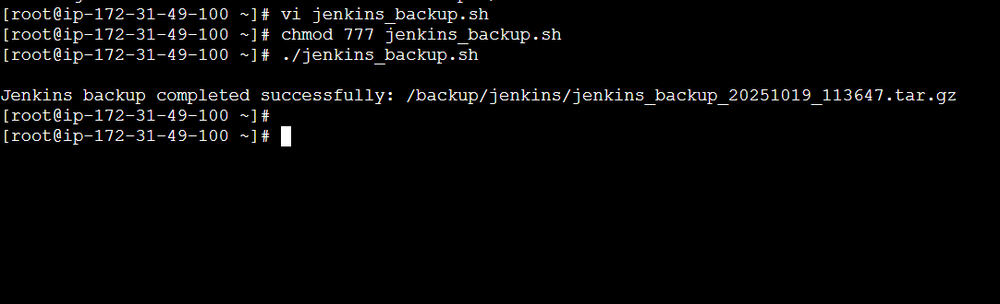 [root@ip-172-31-49-100 ~]# vi jenkins_backup.sh
[root@ip-172-31-49-100 ~]# chmod 777 jenkins_backup.sh
[root@ip-172-31-49-100 ~]# ./jenkins_backup.sh
Jenkins backup completed successfully: /backup/jenkins/jenkins_backup_20251019_113647.tar.gz
[root@ip-172-31-49-100 ~]#
[root@ip-172-31-49-100 ~]#